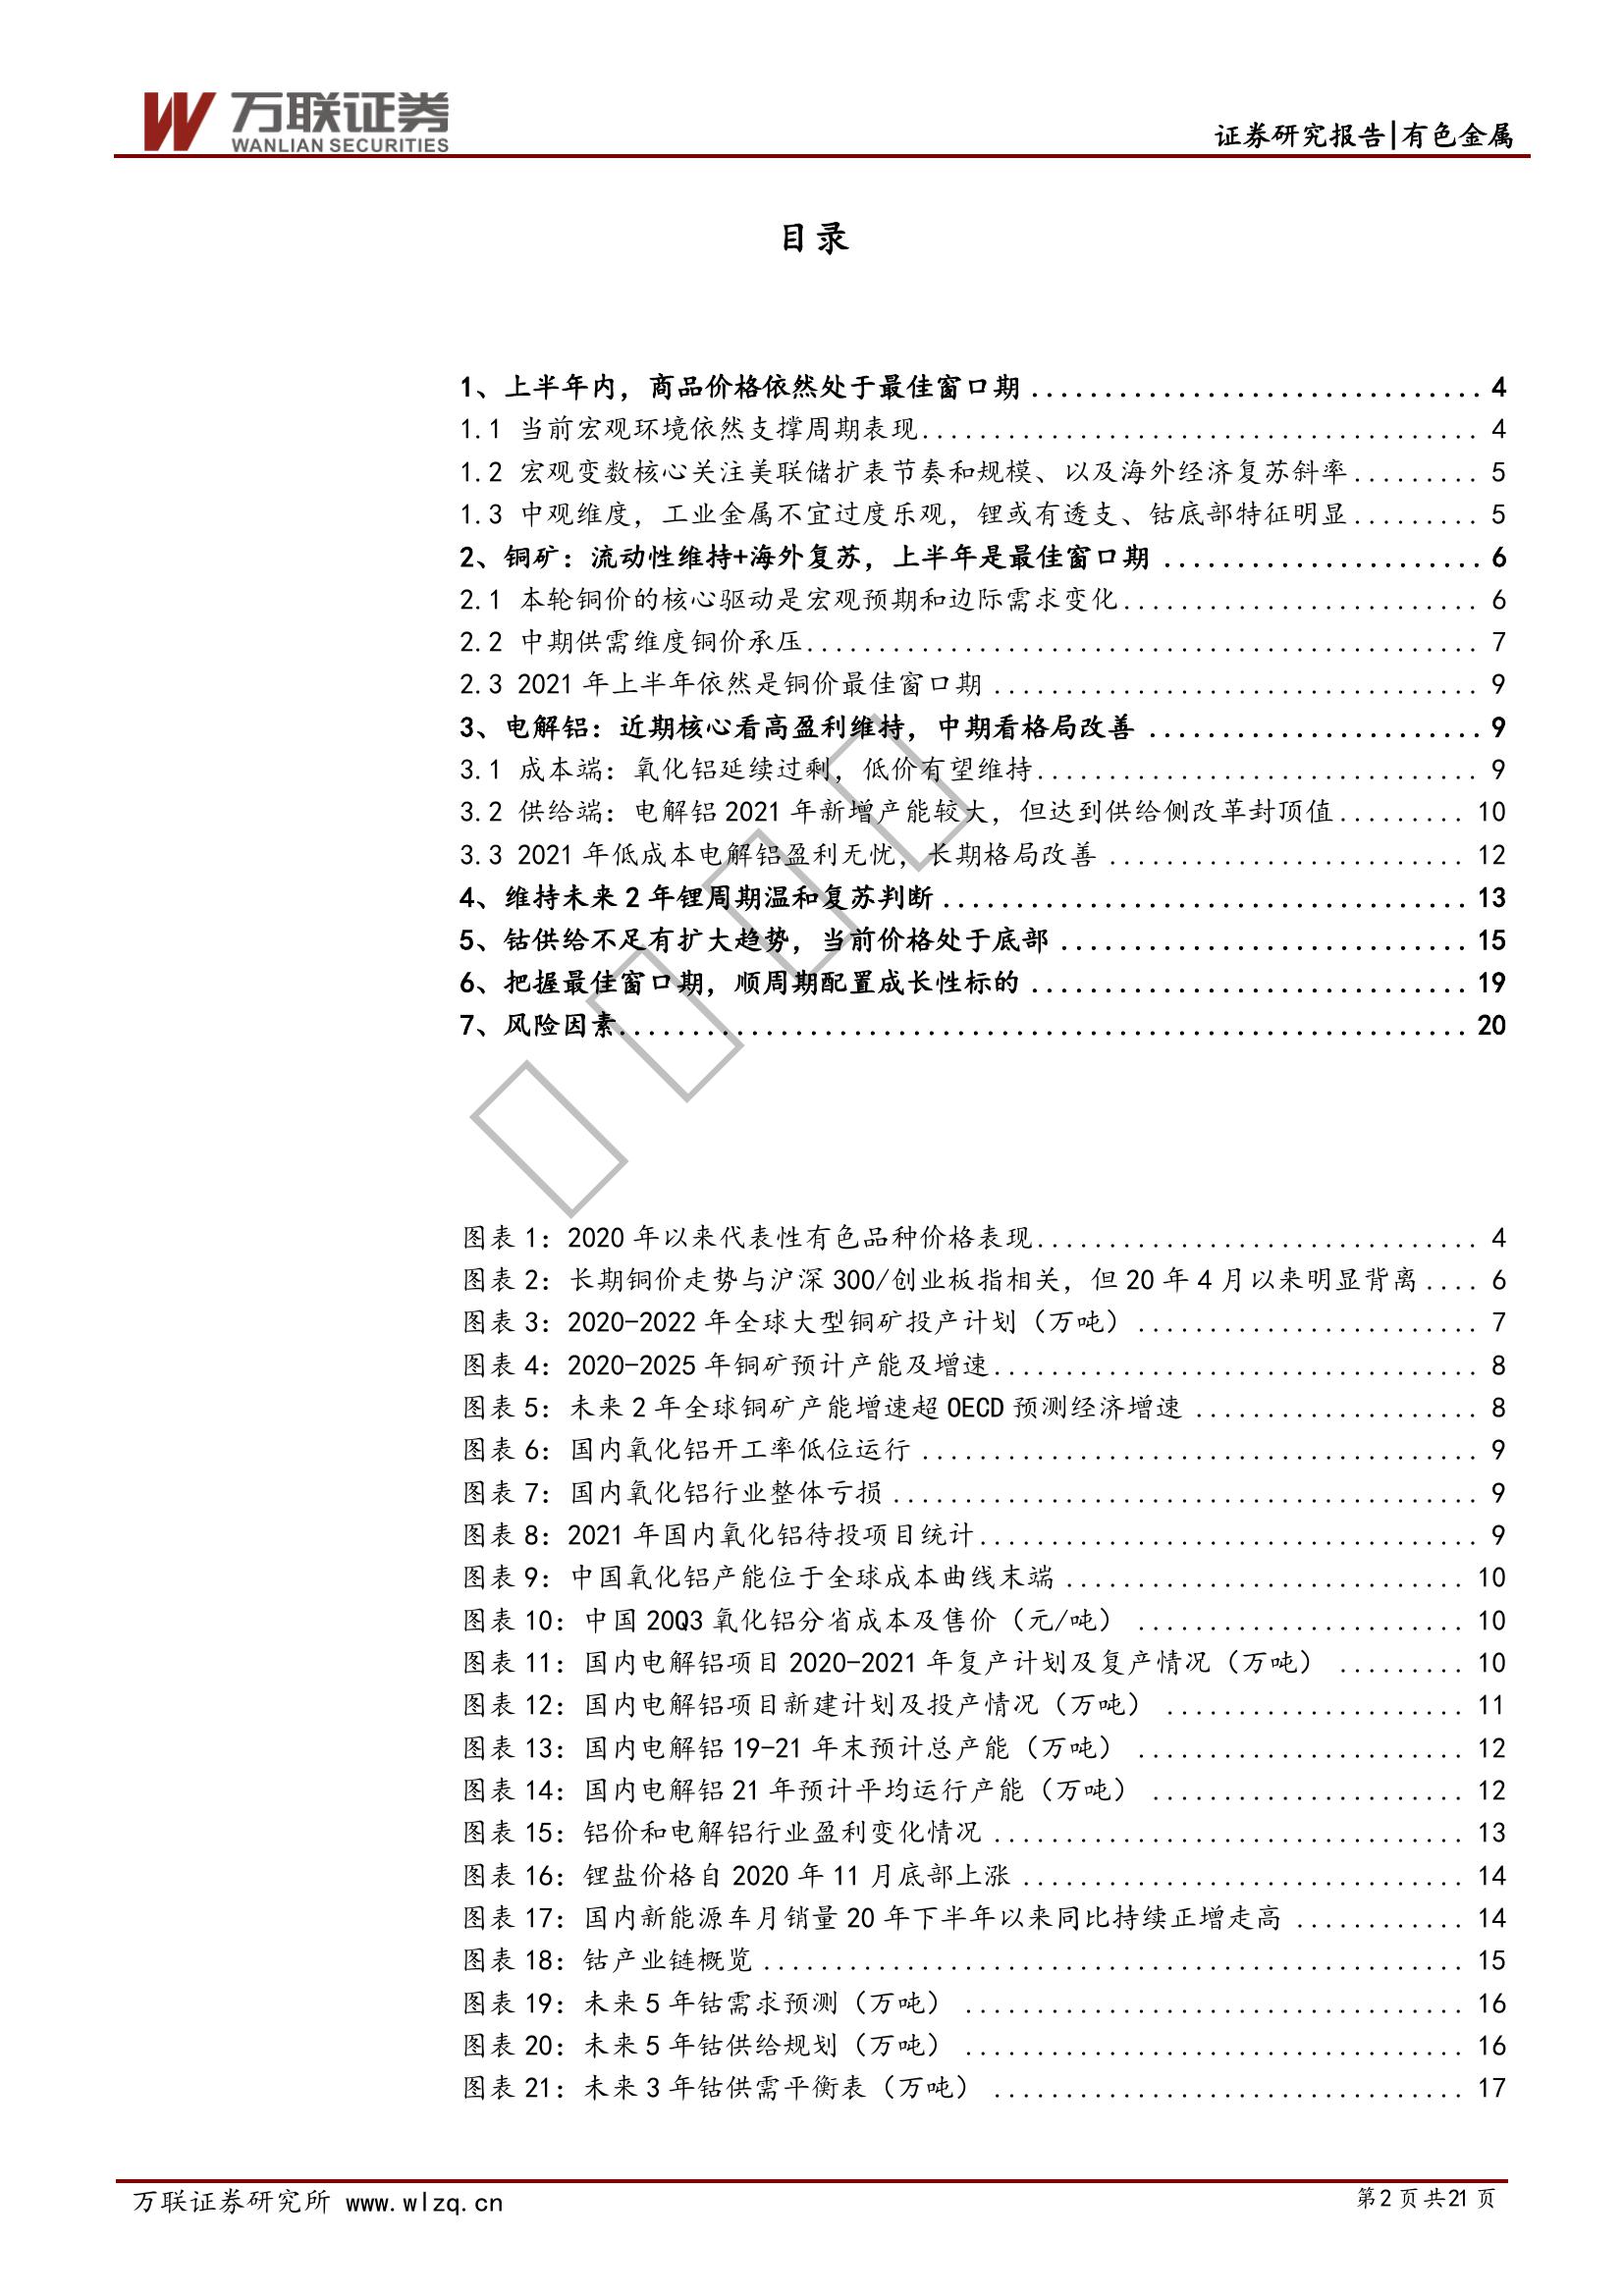 万联证券
WANLIAN SECURITIES
证券研究报告|有色金属
目录
1、上半年内，商品价格依然处于最佳窗口期 ............................... 4
1.1 当前宏观环境依然支撑周期表现....................................... 4
1.2 宏观变数核心关注美联储扩表节奏和规模、以及海外经济复苏斜率......... 5
1.3 中观维度，工业金属不宜过度乐观，锂或有透支、钴底部特征明显......... 5
2、铜矿：流动性维持+海外复苏，上半年是最佳窗口期 ...................... 6
2.1 本轮铜价的核心驱动是宏观预期和边际需求变化......................... 6
2.2 中期供需维度铜价承压............................................... 7
2.3 2021 年上半年依然是铜价最佳窗口期 .................................. 9
3、电解铝：近期核心看高盈利维持，中期看格局改善 ....................... 9
3.1 成本端：氧化铝延续过剩，低价有望维持............................... 9
3.2 供给端：电解铝 2021 年新增产能较大，但达到供给侧改革封顶值......... 10
3.3 2021 年低成本电解铝盈利无忧，长期格局改善 ......................... 12
4、维持未来 2 年锂周期温和复苏判断.................................... 13
5、钴供给不足有扩大趋势，当前价格处于底部 ............................ 15
6、把握最佳窗口期，顺周期配置成长性标的 .............................. 19
7、风险因素........................................................... 20
图表 1：2020 年以来代表性有色品种价格表现............................... 4
图表 2：长期铜价走势与沪深 300/创业板指相关，但 20 年 4 月以来明显背离.... 6
图表 3：2020-2022 年全球大型铜矿投产计划（万吨）........................ 7
图表 4：2020-2025 年铜矿预计产能及增速.................................. 8
图表 5：未来 2 年全球铜矿产能增速超 OECD 预测经济增速 .................... 8
图表 6：国内氧化铝开工率低位运行 ....................................... 9
图表 7：国内氧化铝行业整体亏损 ......................................... 9
图表 8：2021 年国内氧化铝待投项目统计................................... 9
图表 9：中国氧化铝产能位于全球成本曲线末端 ............................ 10
图表 10：中国 20Q3 氧化铝分省成本及售价（元/吨） ....................... 10
图表 11：国内电解铝项目 2020-2021 年复产计划及复产情况（万吨） ......... 10
图表 12：国内电解铝项目新建计划及投产情况（万吨） ..................... 11
图表 13：国内电解铝 19-21 年末预计总产能（万吨） ....................... 12
图表 14：国内电解铝 21 年预计平均运行产能（万吨） ...................... 12
图表 15：铝价和电解铝行业盈利变化情况 ................................. 13
图表 16：锂盐价格自 2020 年 11 月底部上涨 ............................... 14
图表 17：国内新能源车月销量 20 年下半年以来同比持续正增走高 ............ 14
图表 18：钴产业链概览 ................................................. 15
图表 19：未来 5 年钴需求预测（万吨） ................................... 16
图表 20：未来 5 年钴供给规划（万吨） ................................... 16
图表 21：未来 3 年钴供需平衡表（万吨） ................................. 17
万联证券研究所 www.wlzq.cn
第2 页 共21 页